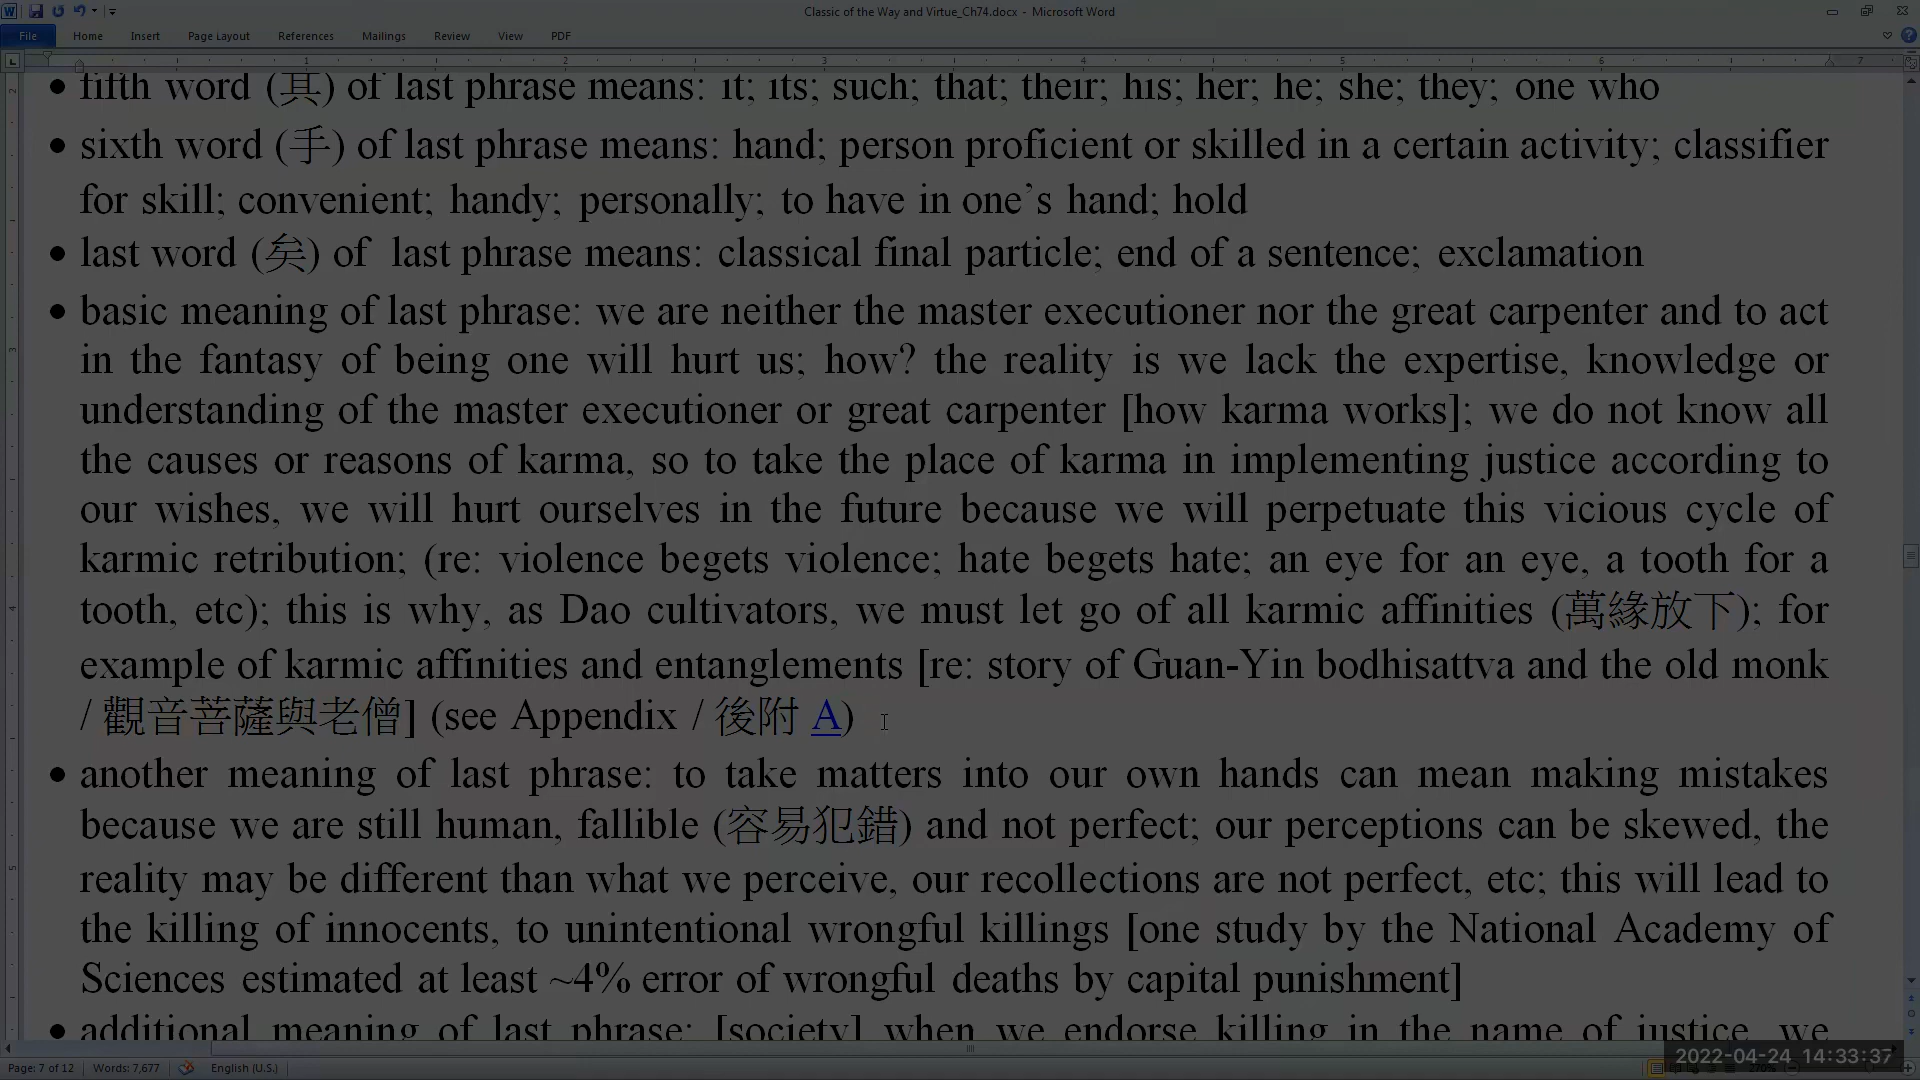 Classic of the Way and Virtue_Ch74.docx - Microsoft Word
File Home Insert Page Layout References Mailings Review View PDF
1 2 3 4 5 6 7
• fifth word (其) of last phrase means: it; its; such; that; their; his; her; he; she; they; one who
• sixth word (手) of last phrase means: hand; person proficient or skilled in a certain activity; classifier
for skill; convenient; handy; personally; to have in one's hand; hold
• last word (矣) of last phrase means: classical final particle; end of a sentence; exclamation
• basic meaning of last phrase: we are neither the master executioner nor the great carpenter and to act
in the fantasy of being one will hurt us; how? the reality is we lack the expertise, knowledge or
understanding of the master executioner or great carpenter [how karma works]; we do not know all
the causes or reasons of karma, so to take the place of karma in implementing justice according to
our wishes, we will hurt ourselves in the future because we will perpetuate this vicious cycle of
karmic retribution; (re: violence begets violence; hate begets hate; an eye for an eye, a tooth for a
tooth, etc); this is why, as Dao cultivators, we must let go of all karmic affinities (萬緣放下); for
example of karmic affinities and entanglements [re: story of Guan-Yin bodhisattva and the old monk
/ 觀音菩薩與老僧] (see Appendix / 後附 A)
• another meaning of last phrase: to take matters into our own hands can mean making mistakes
because we are still human, fallible (容易犯錯) and not perfect; our perceptions can be skewed, the
reality may be different than what we perceive, our recollections are not perfect, etc; this will lead to
the killing of innocents, to unintentional wrongful killings [one study by the National Academy of
Sciences estimated at least ~4% error of wrongful deaths by capital punishment]
• additional meaning of last phrase: [society] when we endorse killing in the name of justice, we
Page: 7 of 12 Words: 7,677 English (U.S.) 270%
2022-04-24 14:33:37